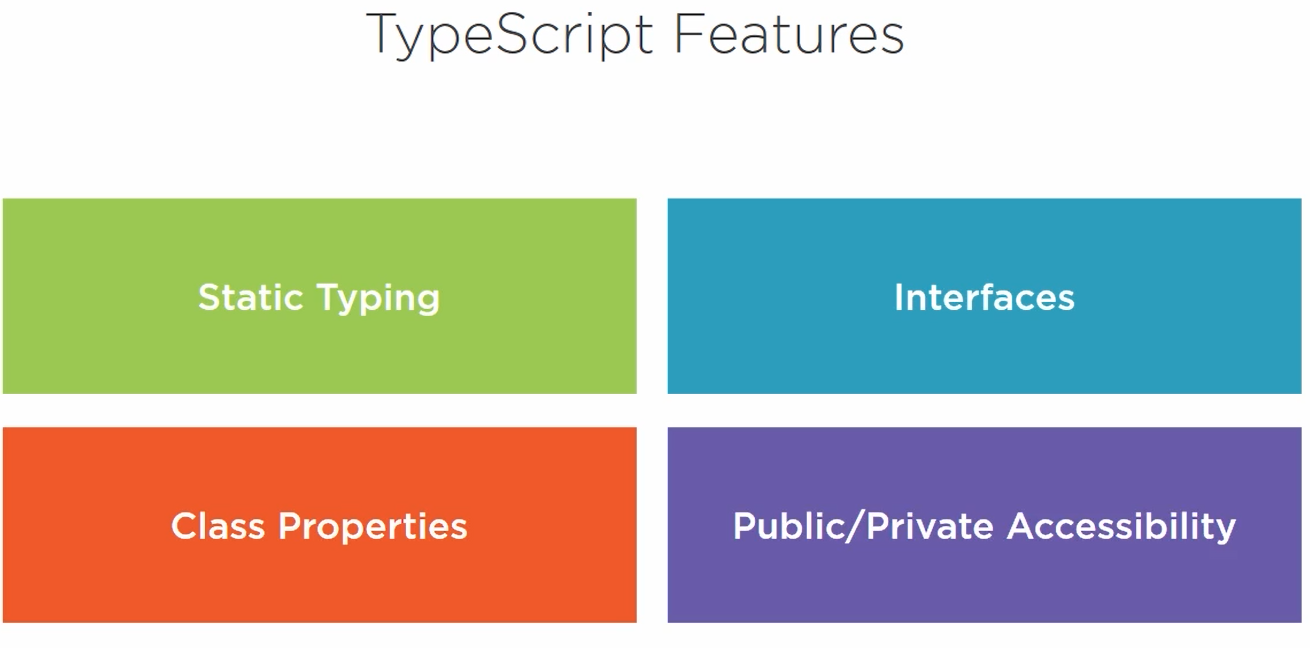 TypeScript Features
Static Typing
Interfaces
Class Properties
Public/Private Accessibility